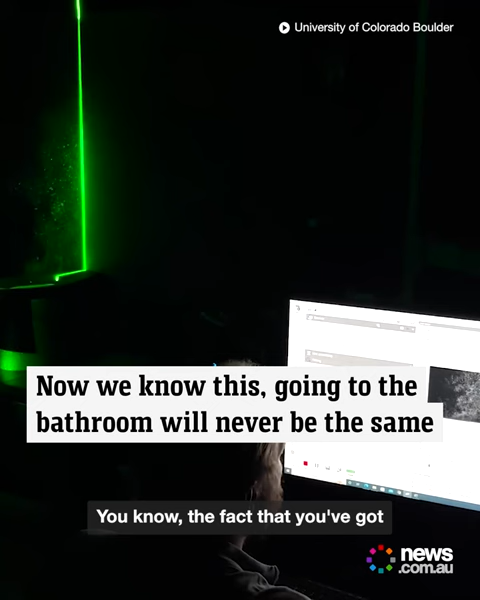 University of Colorado Boulder
Now we know this, going to the
bathroom will never be the same
You know, the fact that you've got
news
.com.au